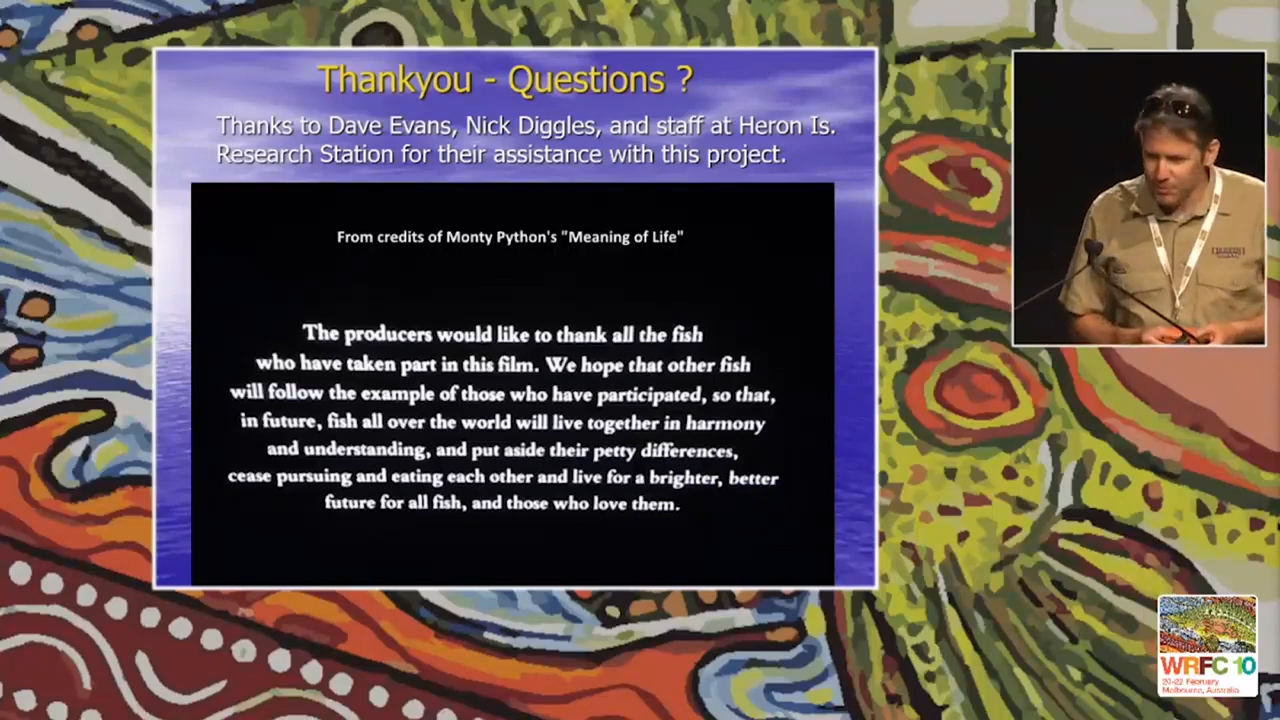 Thankyou - Questions ?
Thanks to Dave Evans, Nick Diggles, and staff at Heron Is.
Research Station for their assistance with this project.
From credits of Monty Python's "Meaning of Life"
The producers would like to thank all the fish
who have taken part in this film. We hope that other fish
will follow the example of those who have participated, so that,
in future, fish all over the world will live together in harmony
and understanding, and put aside their petty differences,
cease pursuing and eating each other and live for a brighter, better
future for all fish, and those who love them.
WRFC 10
20-22 February
Melbourne, Australia